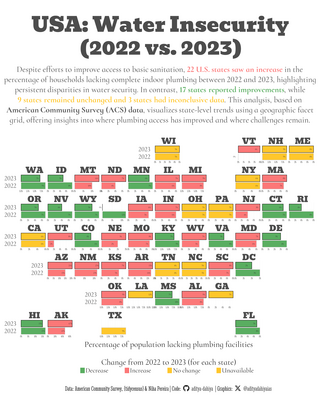 USA: Water Insecurity
(2022 vs. 2023)
Despite efforts to improve access to basic sanitation, 22 U.S. states saw an increase in the
percentage of households lacking complete indoor plumbing between 2022 and 2023, highlighting
persistent disparities in water security. In contrast, 17 states reported improvements, while
9 states remained unchanged and 3 states had inconclusive data. This analysis, based on
American Community Survey (ACS) data, visualizes state-level trends using a geographic facet
grid, offering insights into where plumbing access has improved and where challenges remain.
WI VT NH ME
2023
2022
WA ID MT ND MN IL MI NY MA
2023
2022
OR NV WY SD IA IN OH PA NJ CT RI
2023
2022
CA UT CO NE MO KY WV VA MD DE
2023
2022
AZ NM KS AR TN NC SC DC
2023
2022
OK LA MS AL GA
2023
2022
HI AK TX FL
2023
2022
Percentage of population lacking plumbing facilities
Change from 2022 to 2023 (for each state)
Decrease Increase No change Unavailable
Data: American Community Survey, {tidycensus} & Niha Pereira | Code: aditya-dahiya | Graphics: @adityadahiyaias